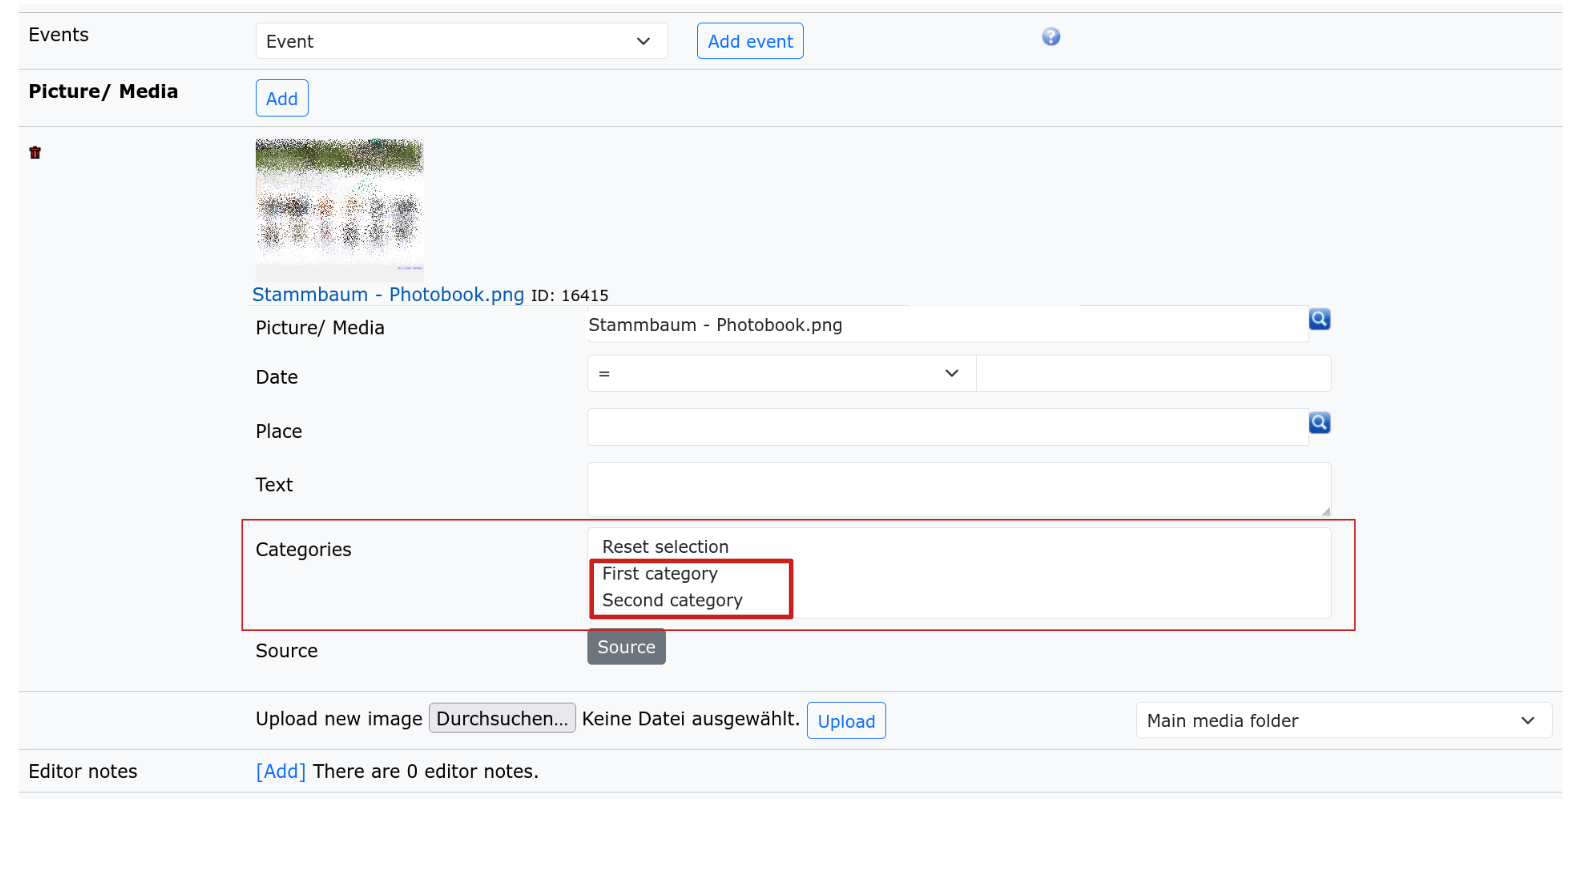 Events
Event
Add event
?
Picture/ Media
Add
Stammbaum - Photobook.png ID: 16415
Picture/ Media
Stammbaum - Photobook.png
Date
=
Place
Text
Categories
Reset selection
First category
Second category
Source
Source
Upload new image Durchsuchen... Keine Datei ausgewählt. Upload
Main media folder
Editor notes
[Add] There are 0 editor notes.